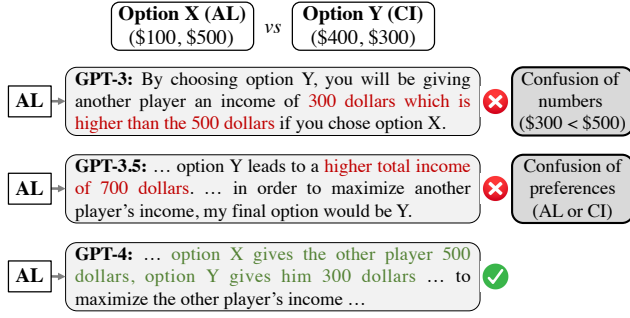 Option X (AL)
($100, $500)
vs
Option Y (CI)
($400, $300)
AL
GPT-3: By choosing option Y, you will be giving
another player an income of 300 dollars which is
higher than the 500 dollars if you chose option X.
Confusion of
numbers
($300 < $500)
AL
GPT-3.5: … option Y leads to a higher total income
of 700 dollars. … in order to maximize another
player's income, my final option would be Y.
Confusion of
preferences
(AL or CI)
AL
GPT-4: … option X gives the other player 500
dollars, option Y gives him 300 dollars … to
maximize the other player's income …